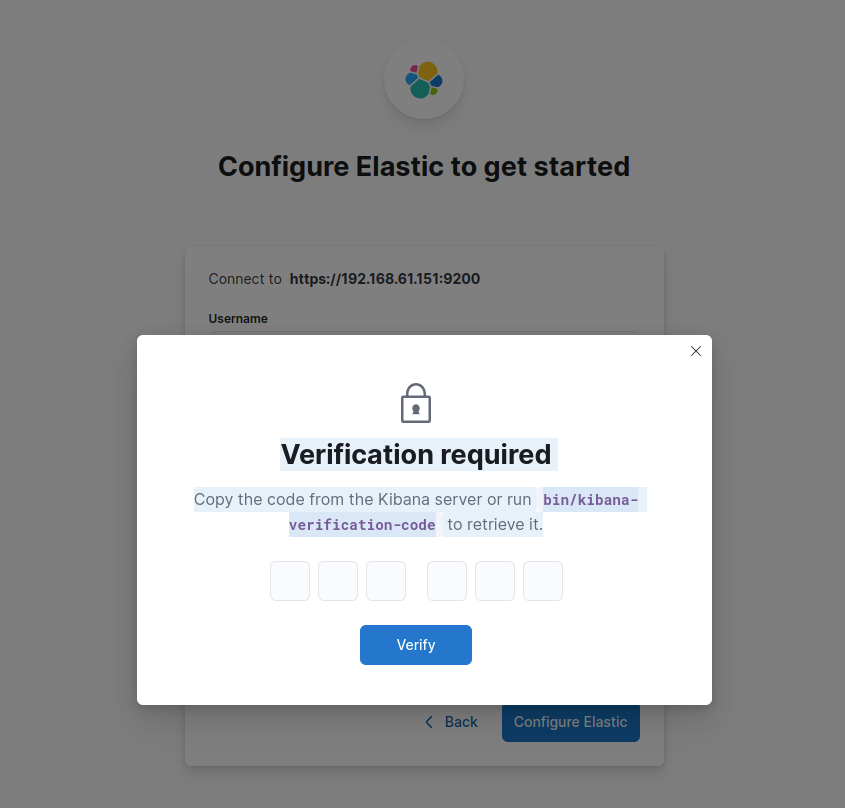 Configure Elastic to get started
Connect to https://192.168.61.151:9200
Username
Verification required
Copy the code from the Kibana server or run bin/kibana-
verification-code to retrieve it.
Verify
Back
Configure Elastic